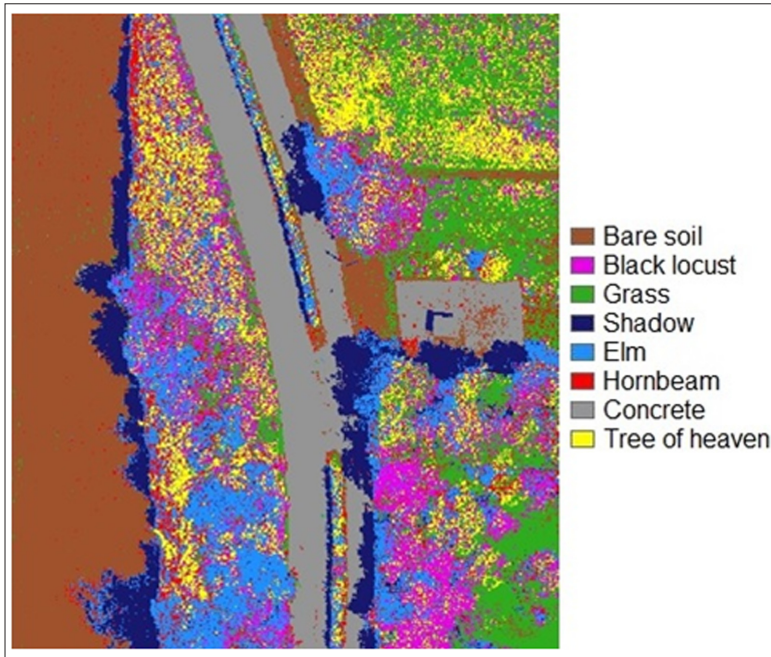 Bare soil
Black locust
Grass
Shadow
Elm
Hornbeam
Concrete
Tree of heaven